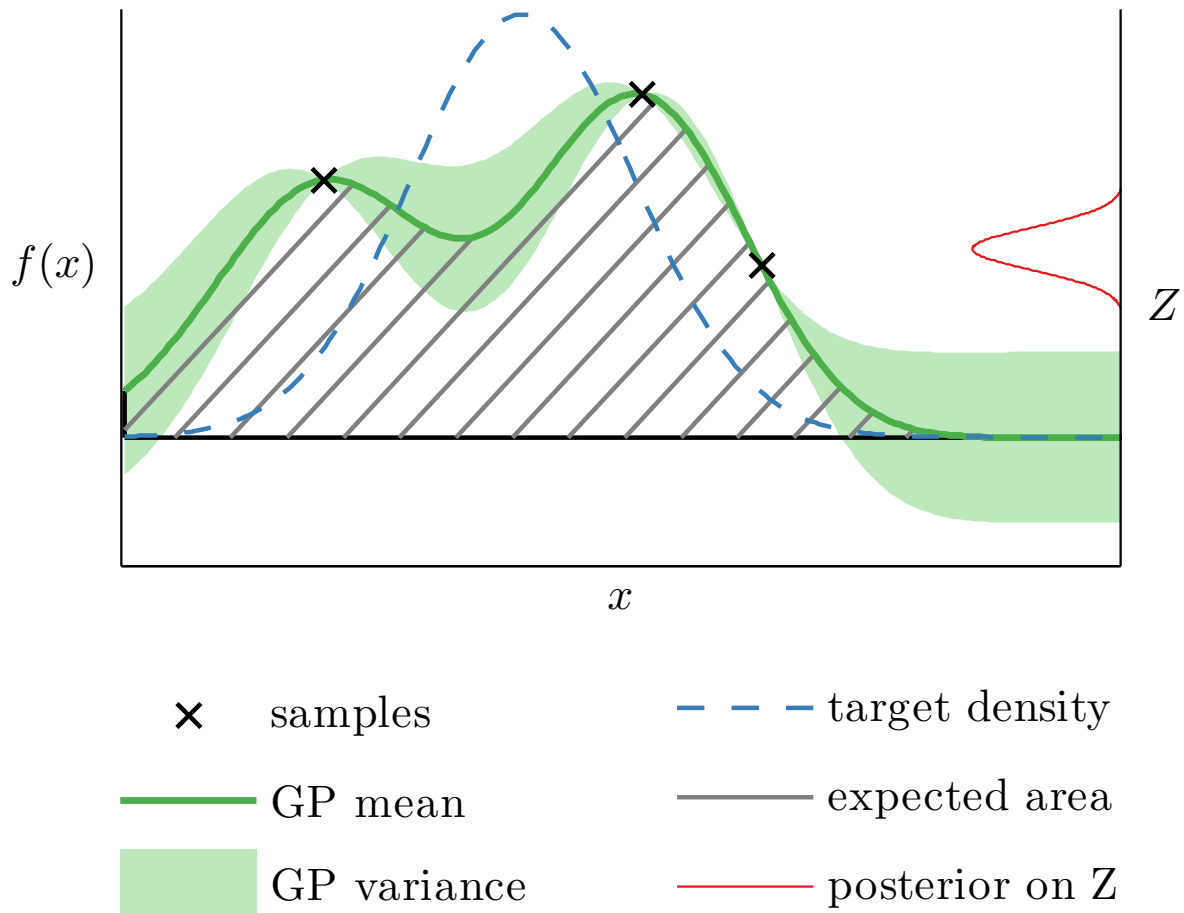 f(x)
Z
x
samples
target density
GP mean
expected area
GP variance
posterior on Z